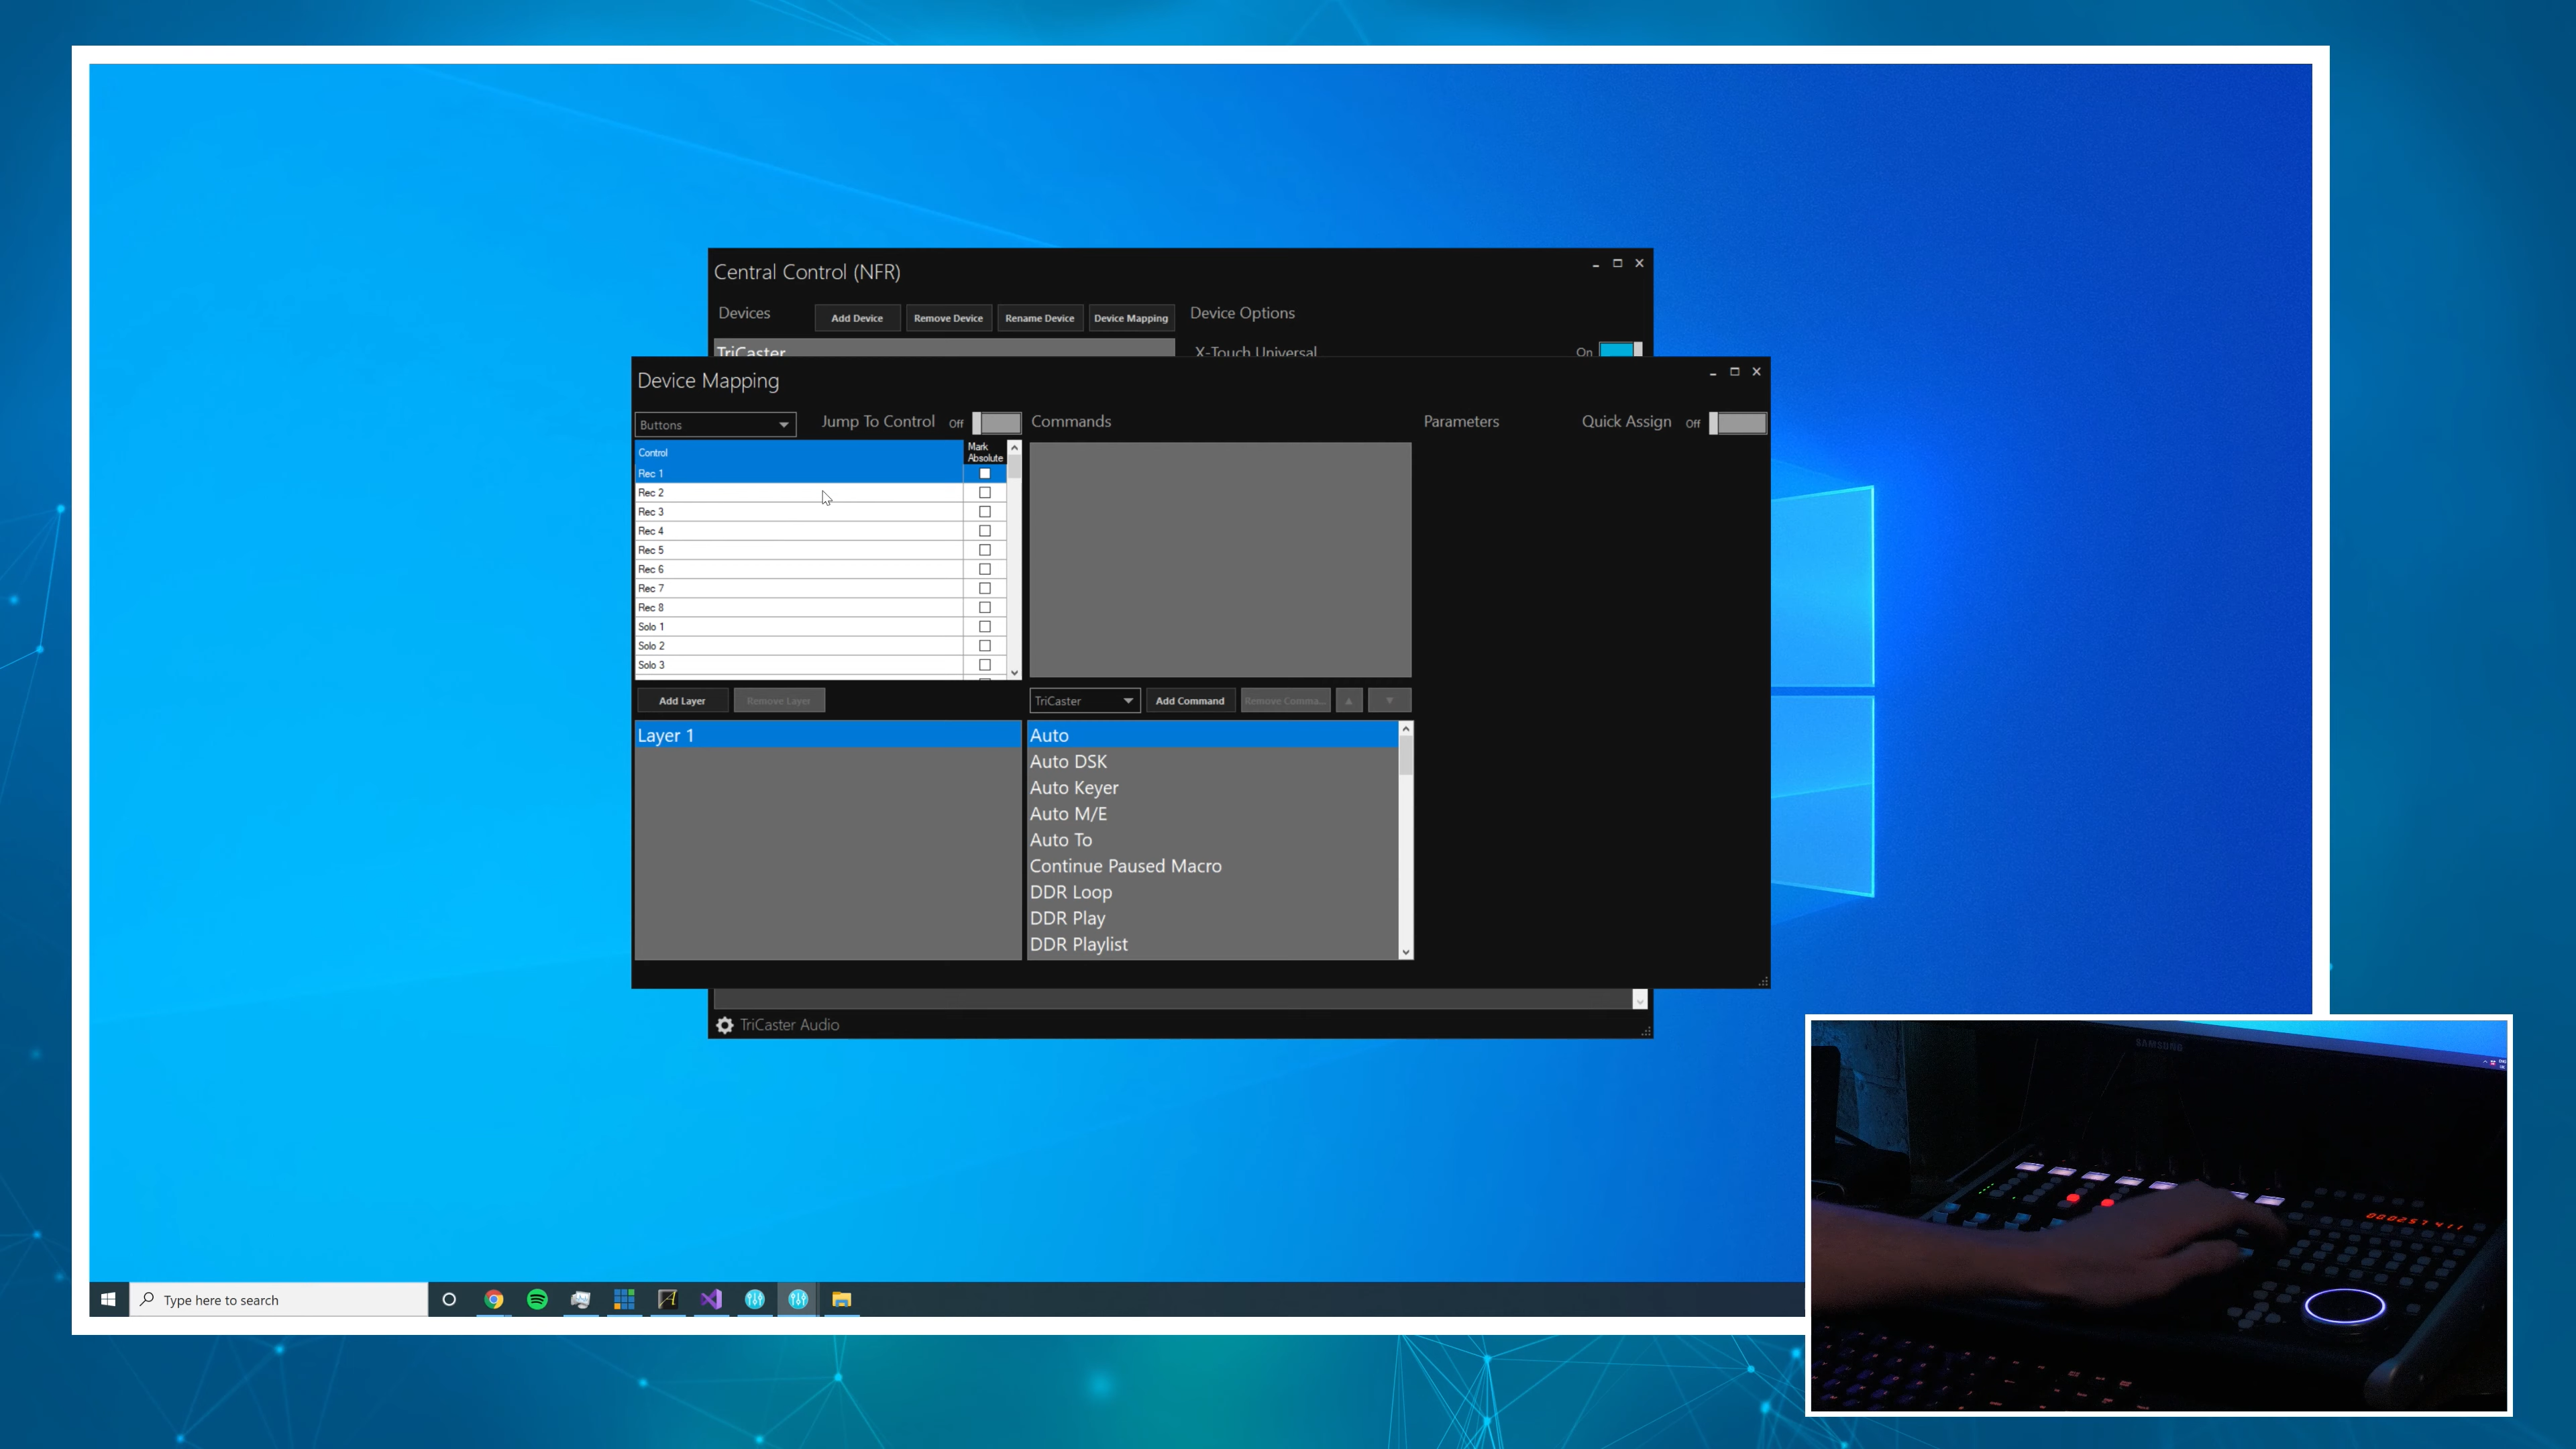 Central Control (NFR)
Devices
Add Device
Remove Device
Rename Device
Device Mapping
Device Options
TriCaster
X-Touch Universal
On
Device Mapping
Buttons
Jump To Control
Off
Commands
Parameters
Quick Assign
Off
Control
Mark
Absolute
Rec 1
Rec 2
Rec 3
Rec 4
Rec 5
Rec 6
Rec 7
Rec 8
Solo 1
Solo 2
Solo 3
Add Layer
Remove Layer
TriCaster
Add Command
Remove Comma...
Layer 1
Auto
Auto DSK
Auto Keyer
Auto M/E
Auto To
Continue Paused Macro
DDR Loop
DDR Play
DDR Playlist
TriCaster Audio
Type here to search
SAMSUNG